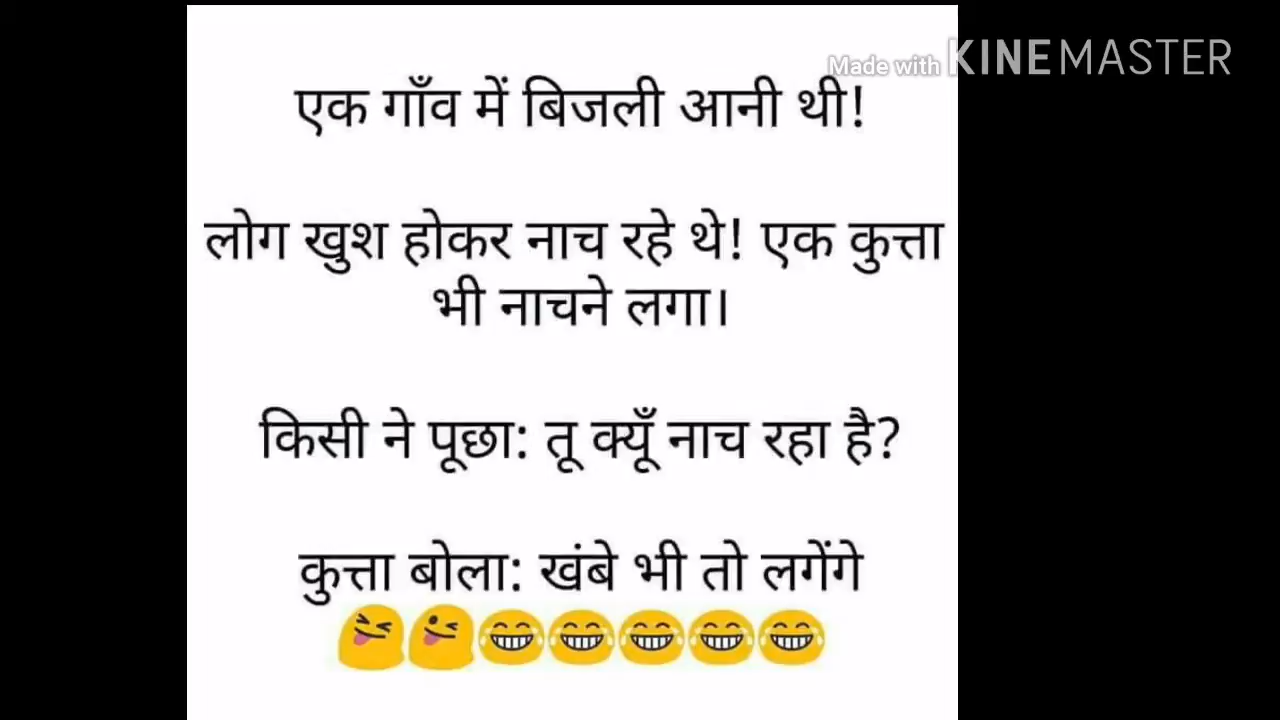 Made with KINEMASTER
एक गाँव में बिजली आनी थी!
लोग खुश होकर नाच रहे थे! एक कुत्ता
भी नाचने लगा।
किसी ने पूछा: तू क्यूँ नाच रहा है?
कुत्ता बोला: खंबे भी तो लगेंगे